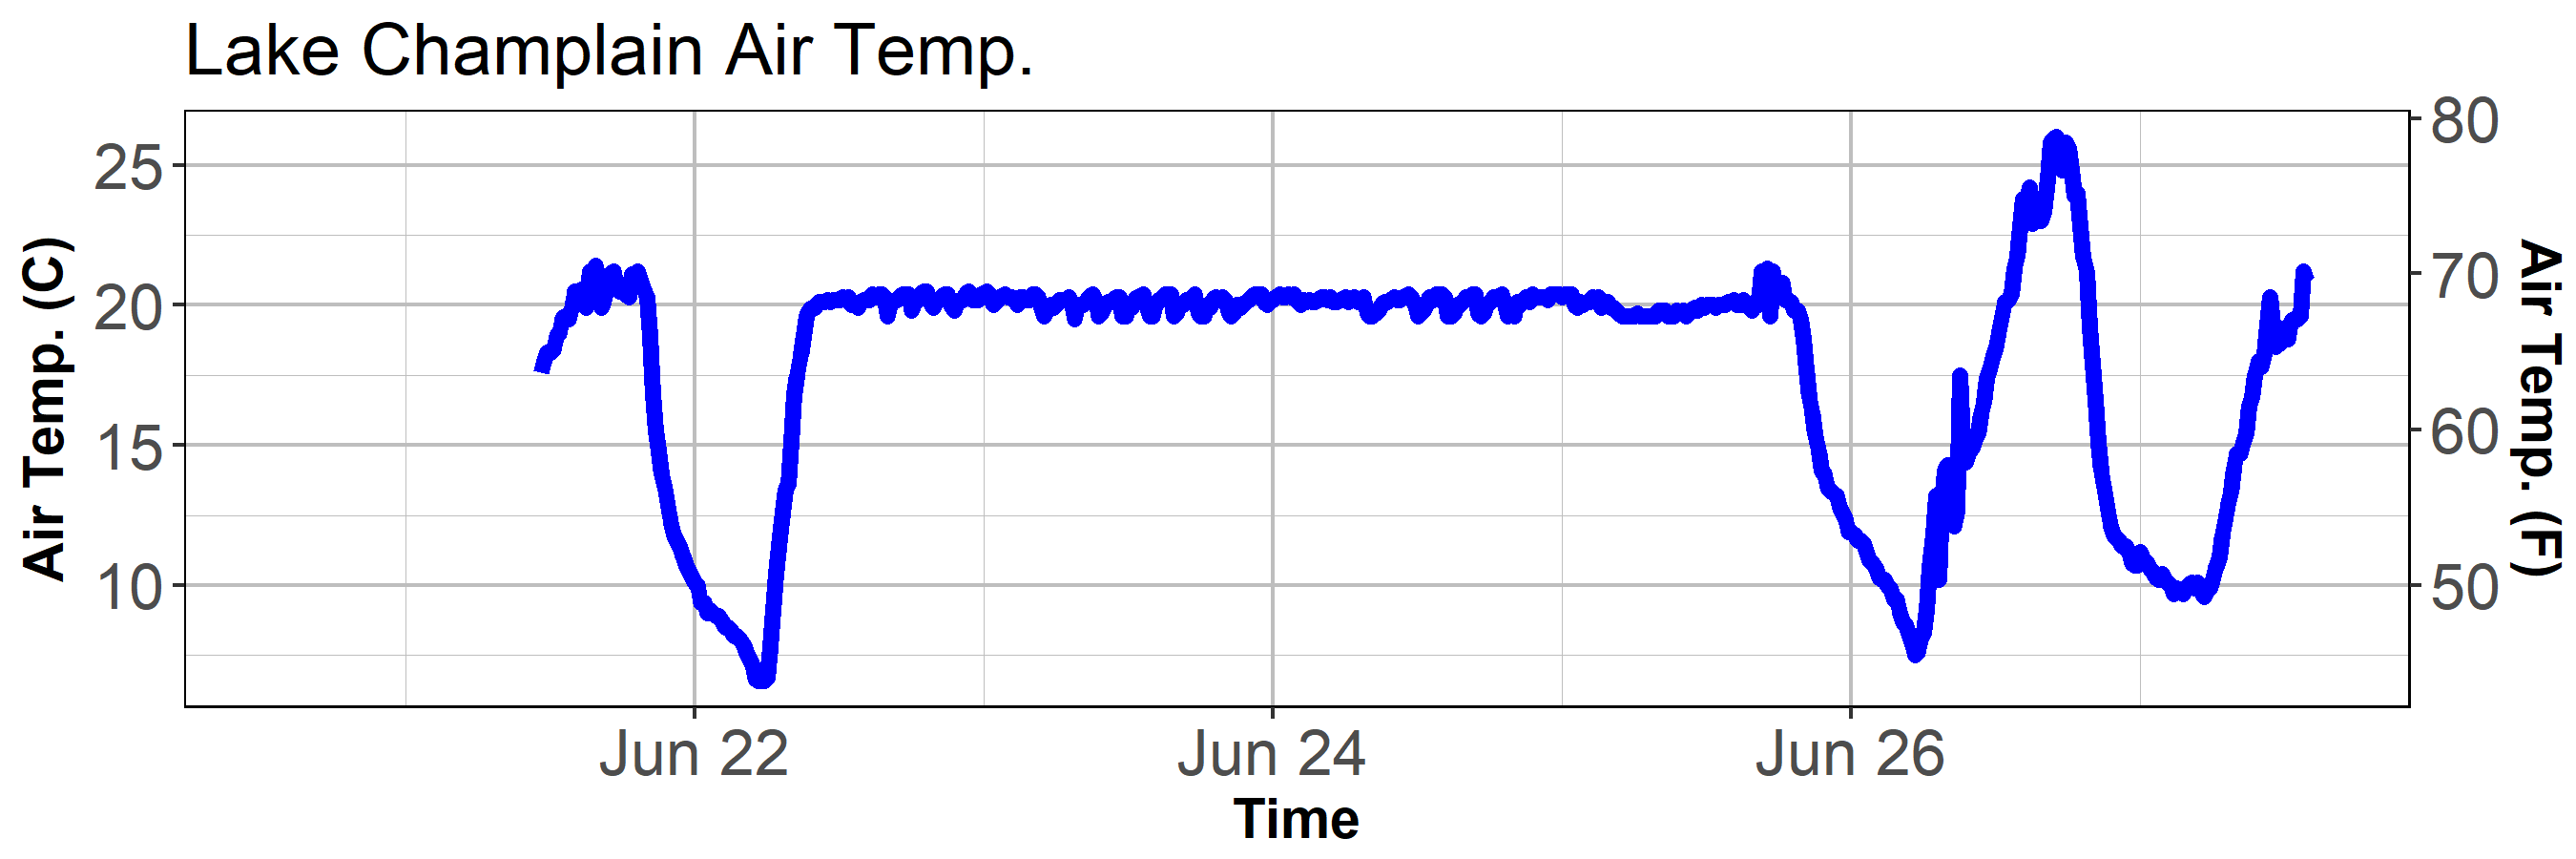 Lake Champlain Air Temp.
Air Temp. (C)
25
20
15
10
80
70
60
50
Air Temp. (F)
Jun 22
Jun 24
Jun 26
Time